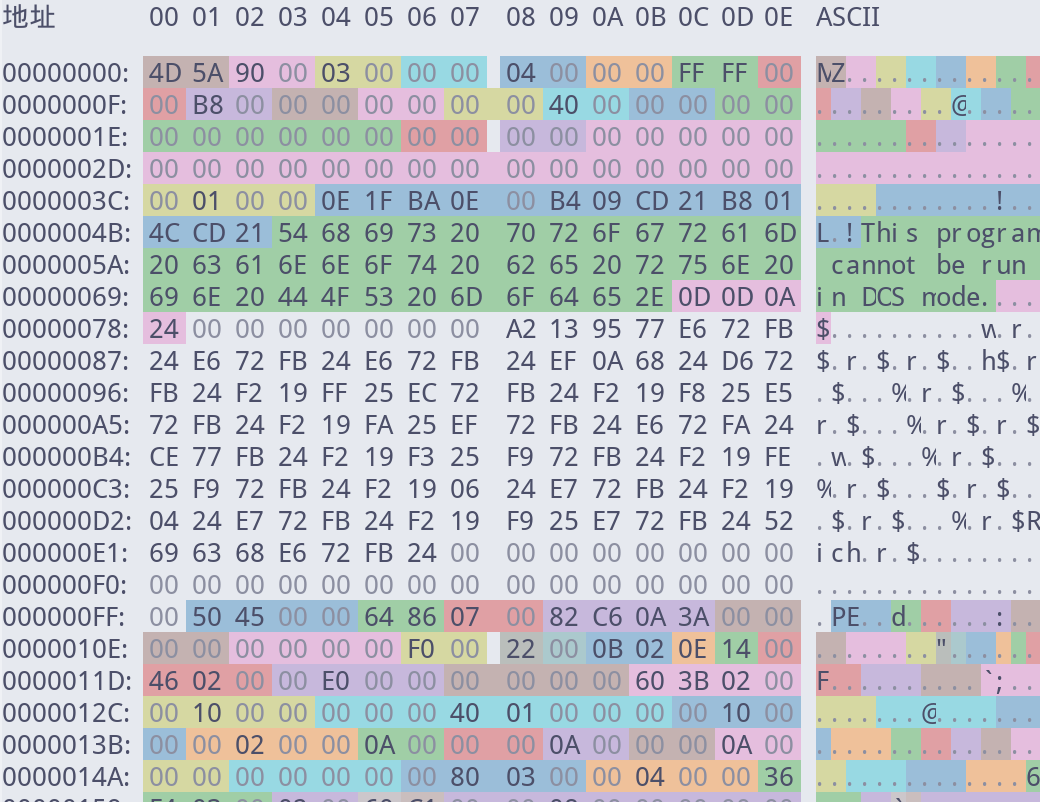 地址 00 01 02 03 04 05 06 07 08 09 0A 0B 0C 0D 0E ASCII
00000000: 4D 5A 90 00 03 00 00 00 04 00 00 00 FF FF 00 MZ.............
0000000F: 00 B8 00 00 00 00 00 00 00 40 00 00 00 00 00 .........@.....
0000001E: 00 00 00 00 00 00 00 00 00 00 00 00 00 00 00 ...............
0000002D: 00 00 00 00 00 00 00 00 00 00 00 00 00 00 00 ...............
0000003C: 00 01 00 00 0E 1F BA 0E 00 B4 09 CD 21 B8 01 ............!..
0000004B: 4C CD 21 54 68 69 73 20 70 72 6F 67 72 61 6D L.!This program
0000005A: 20 63 61 6E 6E 6F 74 20 62 65 20 72 75 6E 20 cannot be run
00000069: 69 6E 20 44 4F 53 20 6D 6F 64 65 2E 0D 0D 0A in DOS mode....
00000078: 24 00 00 00 00 00 00 00 A2 13 95 77 E6 72 FB $..........w.r.
00000087: 24 E6 72 FB 24 E6 72 FB 24 EF 0A 68 24 D6 72 $.r.$.r.$..h$.r
00000096: FB 24 F2 19 FF 25 EC 72 FB 24 F2 19 F8 25 E5 .$...%.r.$...%.
000000A5: 72 FB 24 F2 19 FA 25 EF 72 FB 24 E6 72 FA 24 r.$...%.r.$.r.$
000000B4: CE 77 FB 24 F2 19 F3 25 F9 72 FB 24 F2 19 FE .w.$...%.r.$...
000000C3: 25 F9 72 FB 24 F2 19 06 24 E7 72 FB 24 F2 19 %.r.$...$.r.$..
000000D2: 04 24 E7 72 FB 24 F2 19 F9 25 E7 72 FB 24 52 .$.r.$...%.r.$R
000000E1: 69 63 68 E6 72 FB 24 00 00 00 00 00 00 00 00 ich.r.$........
000000F0: 00 00 00 00 00 00 00 00 00 00 00 00 00 00 00 ...............
000000FF: 00 50 45 00 00 64 86 07 00 82 C6 0A 3A 00 00 .PE..d......:..
0000010E: 00 00 00 00 00 00 F0 00 22 00 0B 02 0E 14 00 ........"......
0000011D: 46 02 00 00 E0 00 00 00 00 00 00 60 3B 02 00 F..........`;..
0000012C: 00 10 00 00 00 00 00 40 01 00 00 00 00 10 00 .......@.......
0000013B: 00 00 02 00 00 0A 00 00 00 0A 00 00 00 0A 00 ...............
0000014A: 00 00 00 00 00 00 00 80 03 00 00 04 00 00 36 ..............6